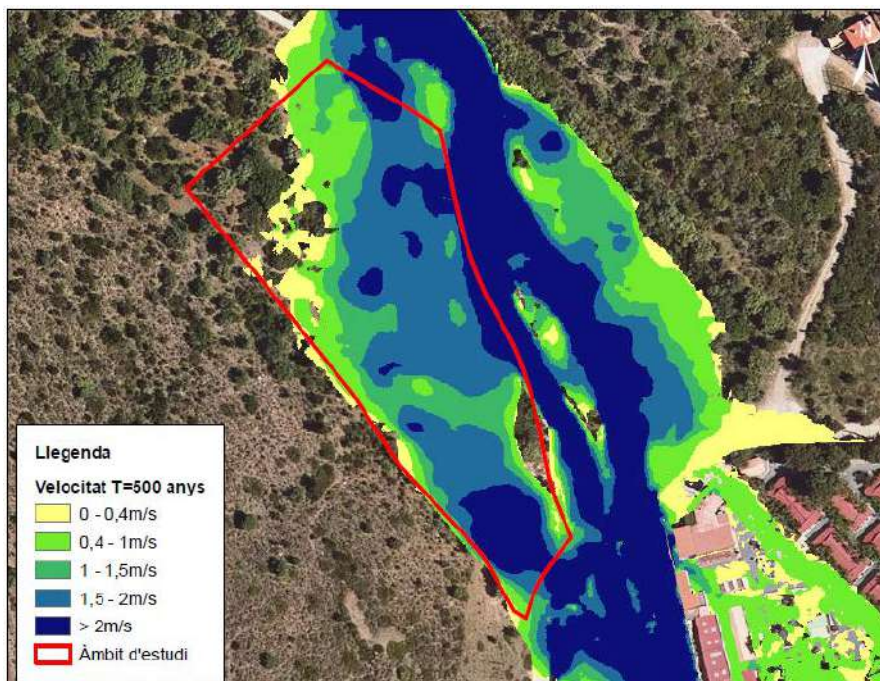 N
Llegenda
Velocitat T=500 anys
0 - 0,4m/s
0,4 - 1m/s
1 - 1,5m/s
1,5 - 2m/s
> 2m/s
Àmbit d'estudi